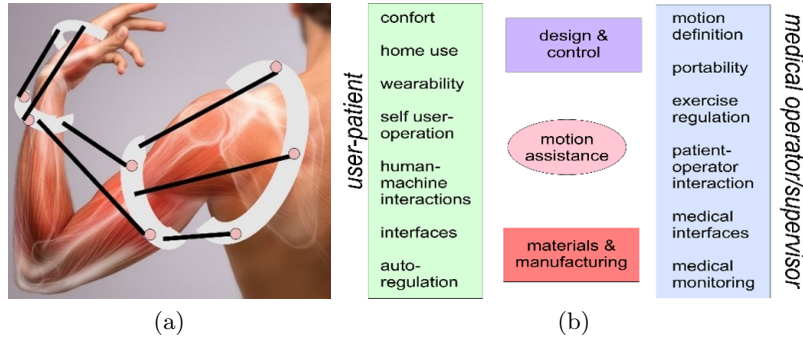 user-patient
confort
home use
wearability
self user-
operation
human-
machine
interactions
interfaces
auto-
regulation
design &
control
motion
assistance
materials &
manufacturing
motion
definition
portability
exercise
regulation
patient-
operator
interaction
medical
interfaces
medical
monitoring
medical operator/supervisor
(a)
(b)